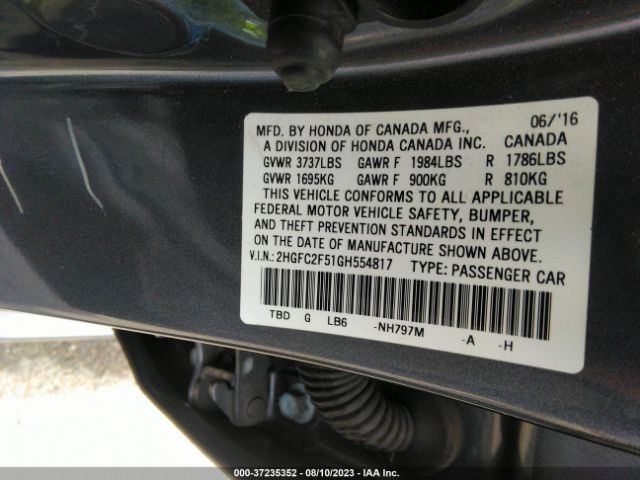 06/'16
MFD. BY HONDA OF CANADA MFG., CANADA
A DIVISION OF HONDA CANADA INC.
GVWR 3737LBS GAWR F 1984LBS R 1786LBS
GVWR 1695KG GAWR F 900KG R 810KG
THIS VEHICLE CONFORMS TO ALL APPLICABLE
FEDERAL MOTOR VEHICLE SAFETY, BUMPER,
AND THEFT PREVENTION STANDARDS IN EFFECT
ON THE DATE OF MANUFACTURE SHOWN ABOVE.
V.I.N.: 2HGFC2F51GH554817 TYPE: PASSENGER CAR
TBD G LB6 -NH797M -A -H
000-37235352 - 08/10/2023 - IAA Inc.